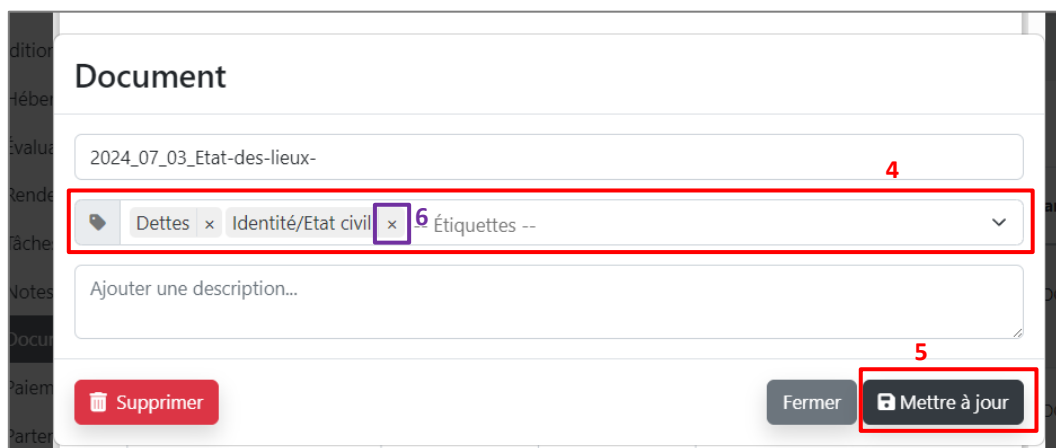 Document
2024_07_03_Etat-des-lieux-
4
Dettes × Identité/Etat civil × 6 -- Étiquettes --
Ajouter une description...
5
Supprimer Fermer Mettre à jour